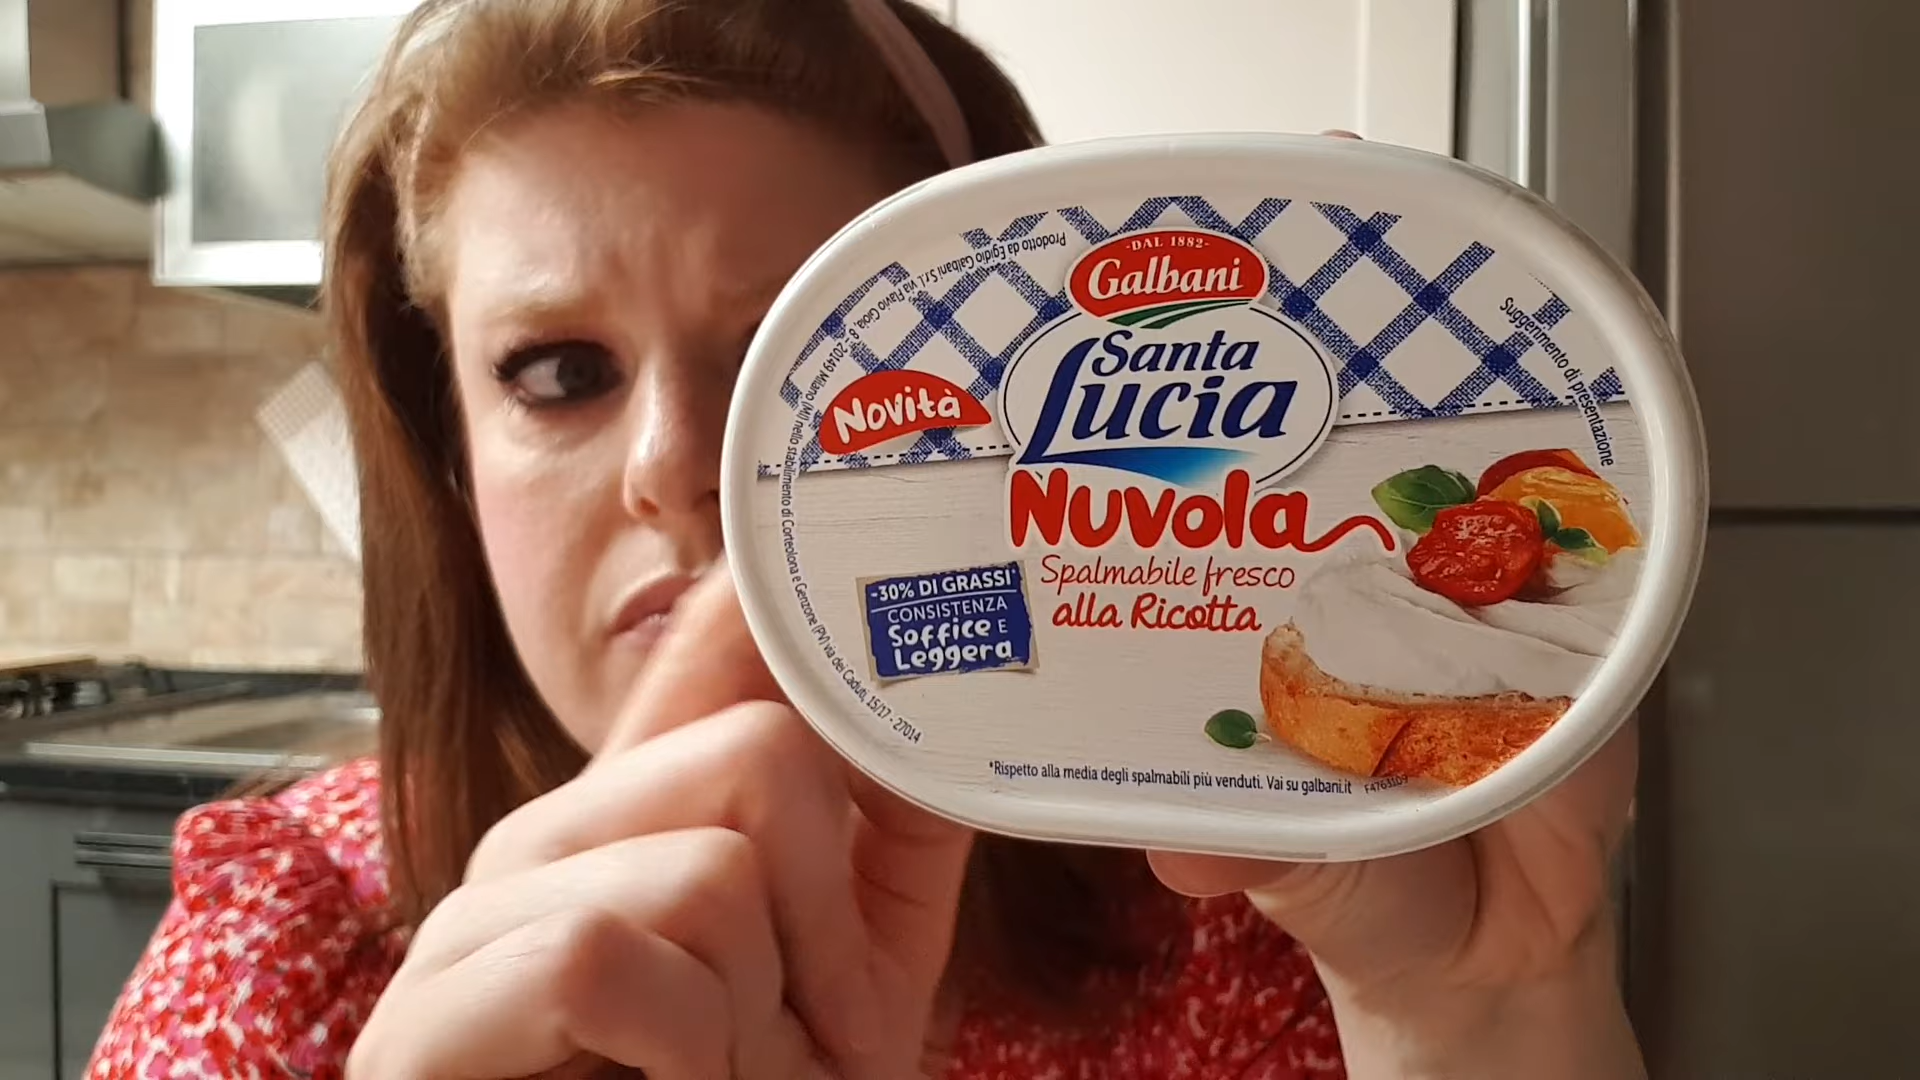 -DAL 1882-
Galbani
Santa
Lucia
Novità
Nuvola
Spalmabile fresco
alla Ricotta
-30% DI GRASSI*
CONSISTENZA
Soffice E
Leggera
*Rispetto alla media degli spalmabili più venduti. Vai su galbani.it
Suggerimento di presentazione
Prodotto da Egidio Galbani S.r.l. via Flavio Gioia, 8 - 20149 Milano (MI) nello stabilimento di Corteolona e Genzone (PV) via dei Caduti, 15/17 - 27014